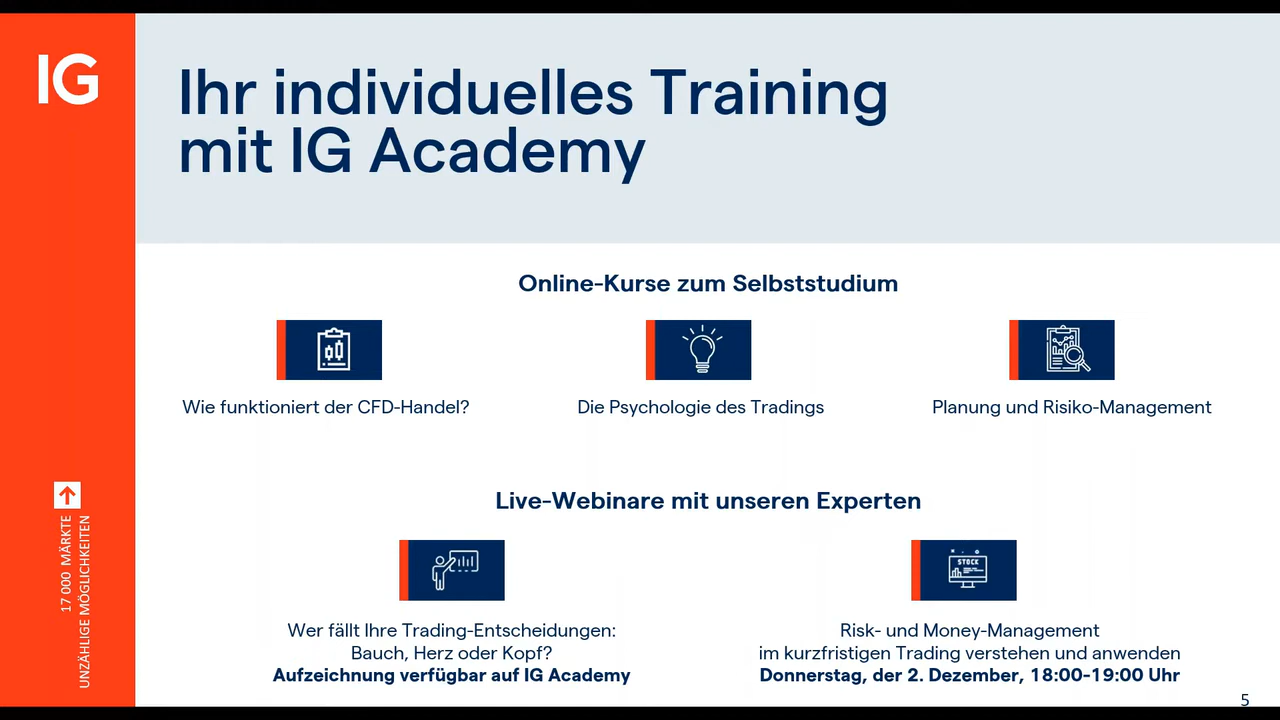 IG
Ihr individuelles Training
mit IG Academy
Online-Kurse zum Selbststudium
Wie funktioniert der CFD-Handel?
Die Psychologie des Tradings
Planung und Risiko-Management
Live-Webinare mit unseren Experten
STOCK
Wer fällt Ihre Trading-Entscheidungen:
Bauch, Herz oder Kopf?
Aufzeichnung verfügbar auf IG Academy
Risk- und Money-Management
im kurzfristigen Trading verstehen und anwenden
Donnerstag, der 2. Dezember, 18:00-19:00 Uhr
17 000 MÄRKTE
UNZÄHLIGE MÖGLICHKEITEN
5